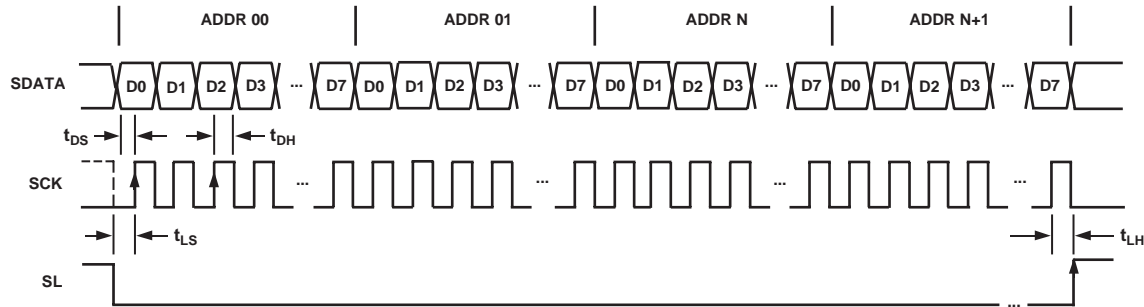 ADDR 00 ADDR 01 ADDR N ADDR N+1
SDATA D0 D1 D2 D3 ... D7 D0 D1 D2 D3 ... D7 D0 D1 D2 D3 ... D7 D0 D1 D2 D3 ... D7
tDS tDH
SCK ... ... ... ...
tLS tLH
SL ...